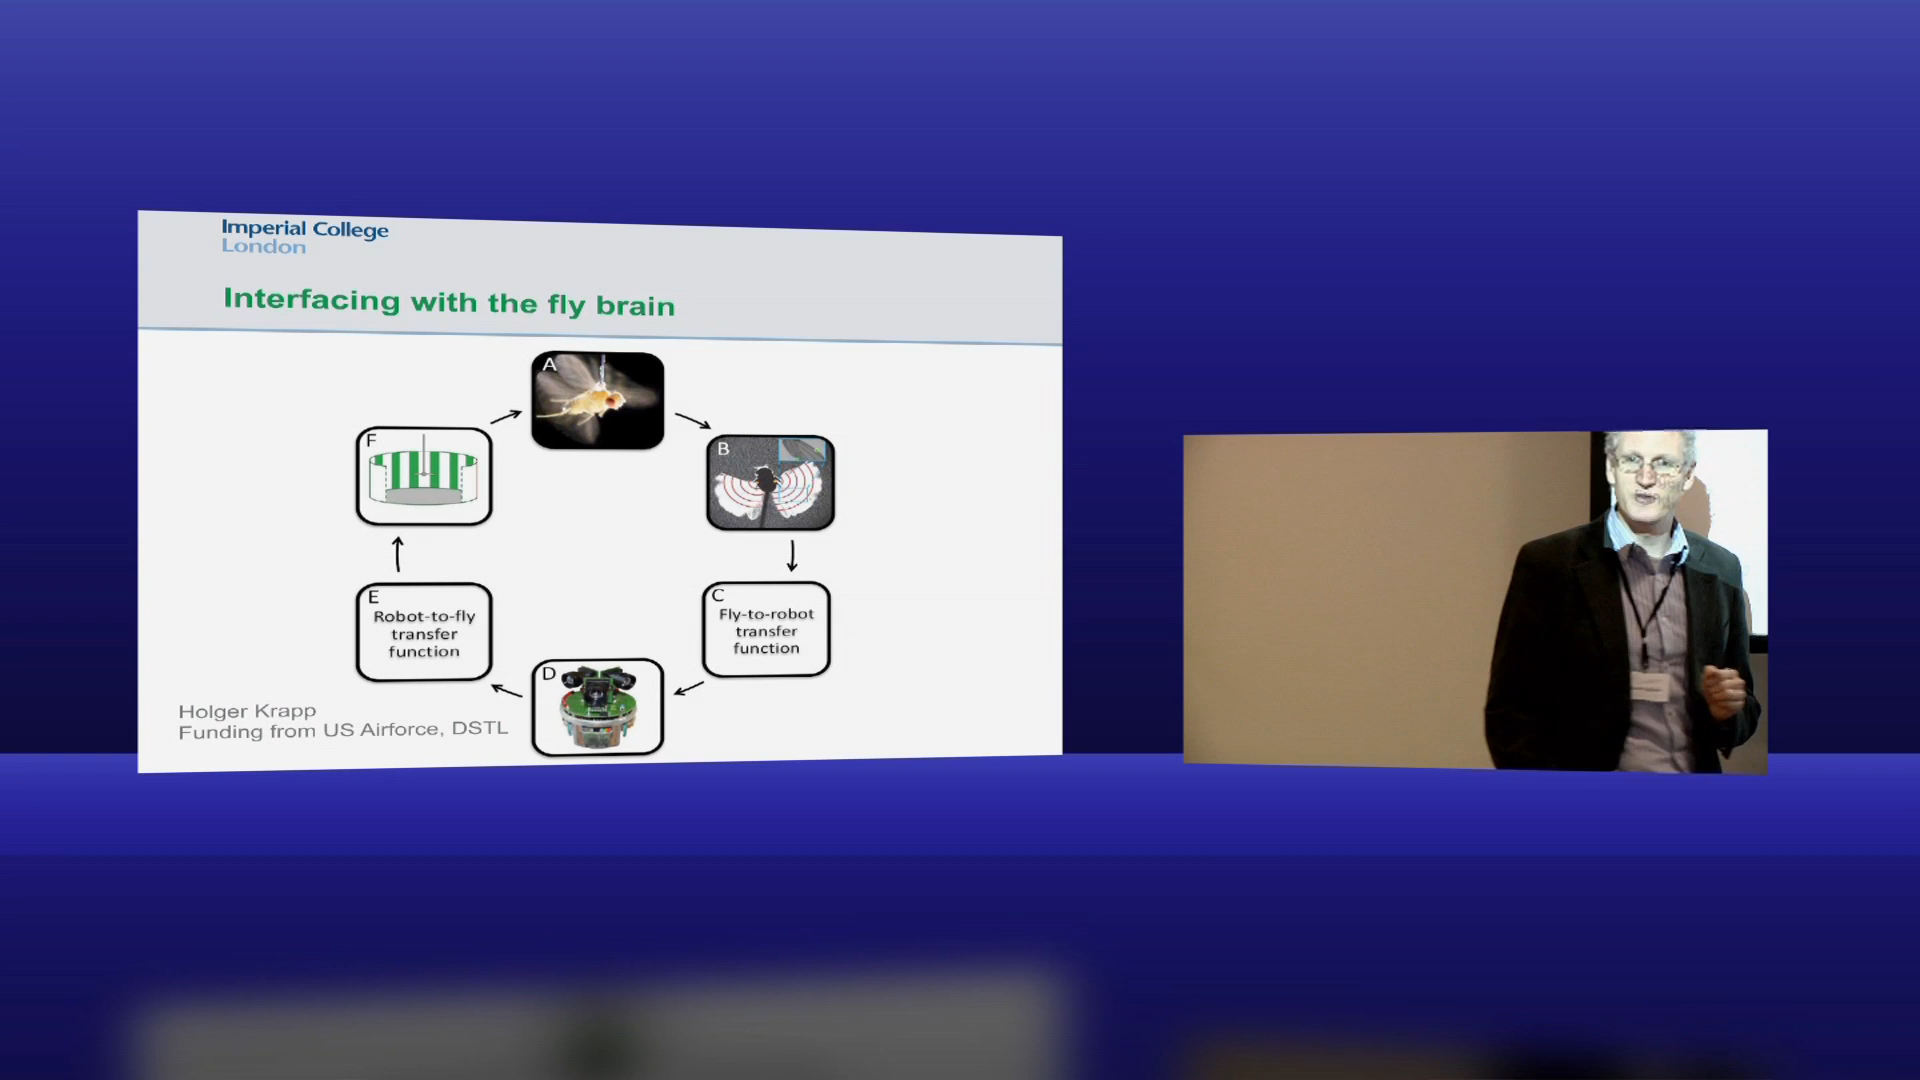 Imperial College
London
Interfacing with the fly brain
A
B
C
Fly-to-robot
transfer
function
D
E
Robot-to-fly
transfer
function
F
Holger Krapp
Funding from US Airforce, DSTL